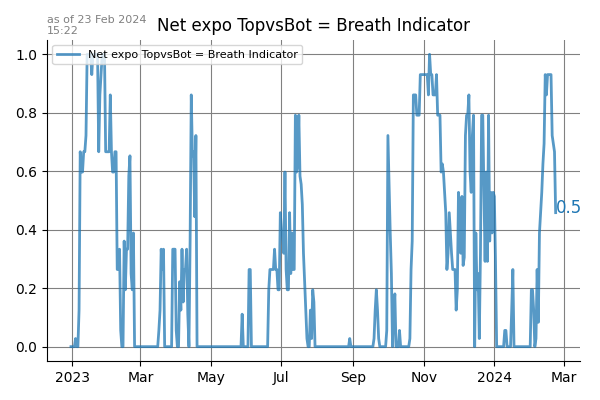 as of 23 Feb 2024
15:22
Net expo TopvsBot = Breath Indicator
Net expo TopvsBot = Breath Indicator
1.0
0.8
0.6
0.4
0.2
0.0
0.5
2023 Mar May Jul Sep Nov 2024 Mar